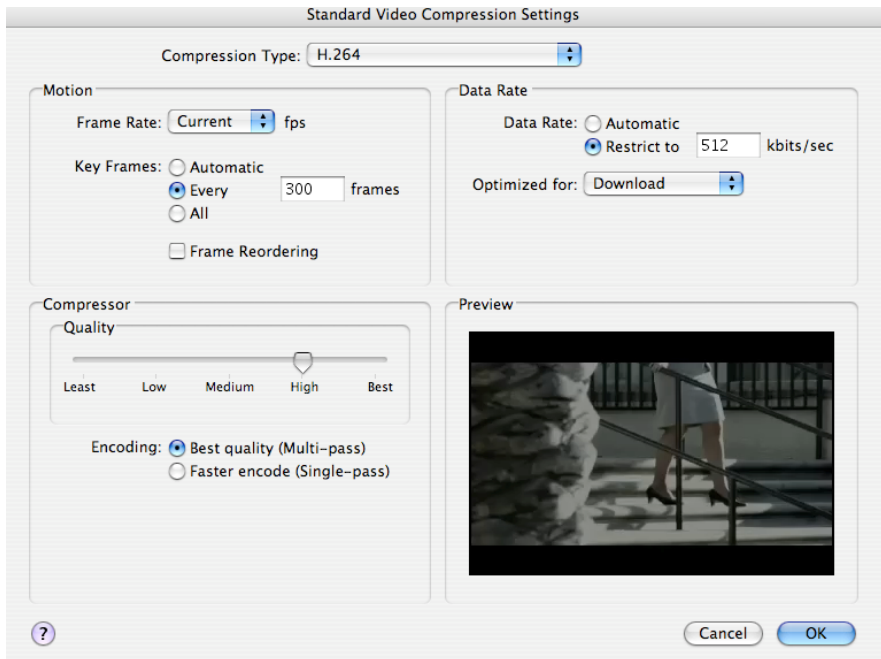 Standard Video Compression Settings
Compression Type: H.264
Motion
Frame Rate: Current fps
Key Frames: Automatic
Every 300 frames
All
Frame Reordering
Data Rate
Data Rate: Automatic
Restrict to 512 kbits/sec
Optimized for: Download
Compressor
Quality
Least Low Medium High Best
Encoding: Best quality (Multi-pass)
Faster encode (Single-pass)
Preview
?
Cancel OK